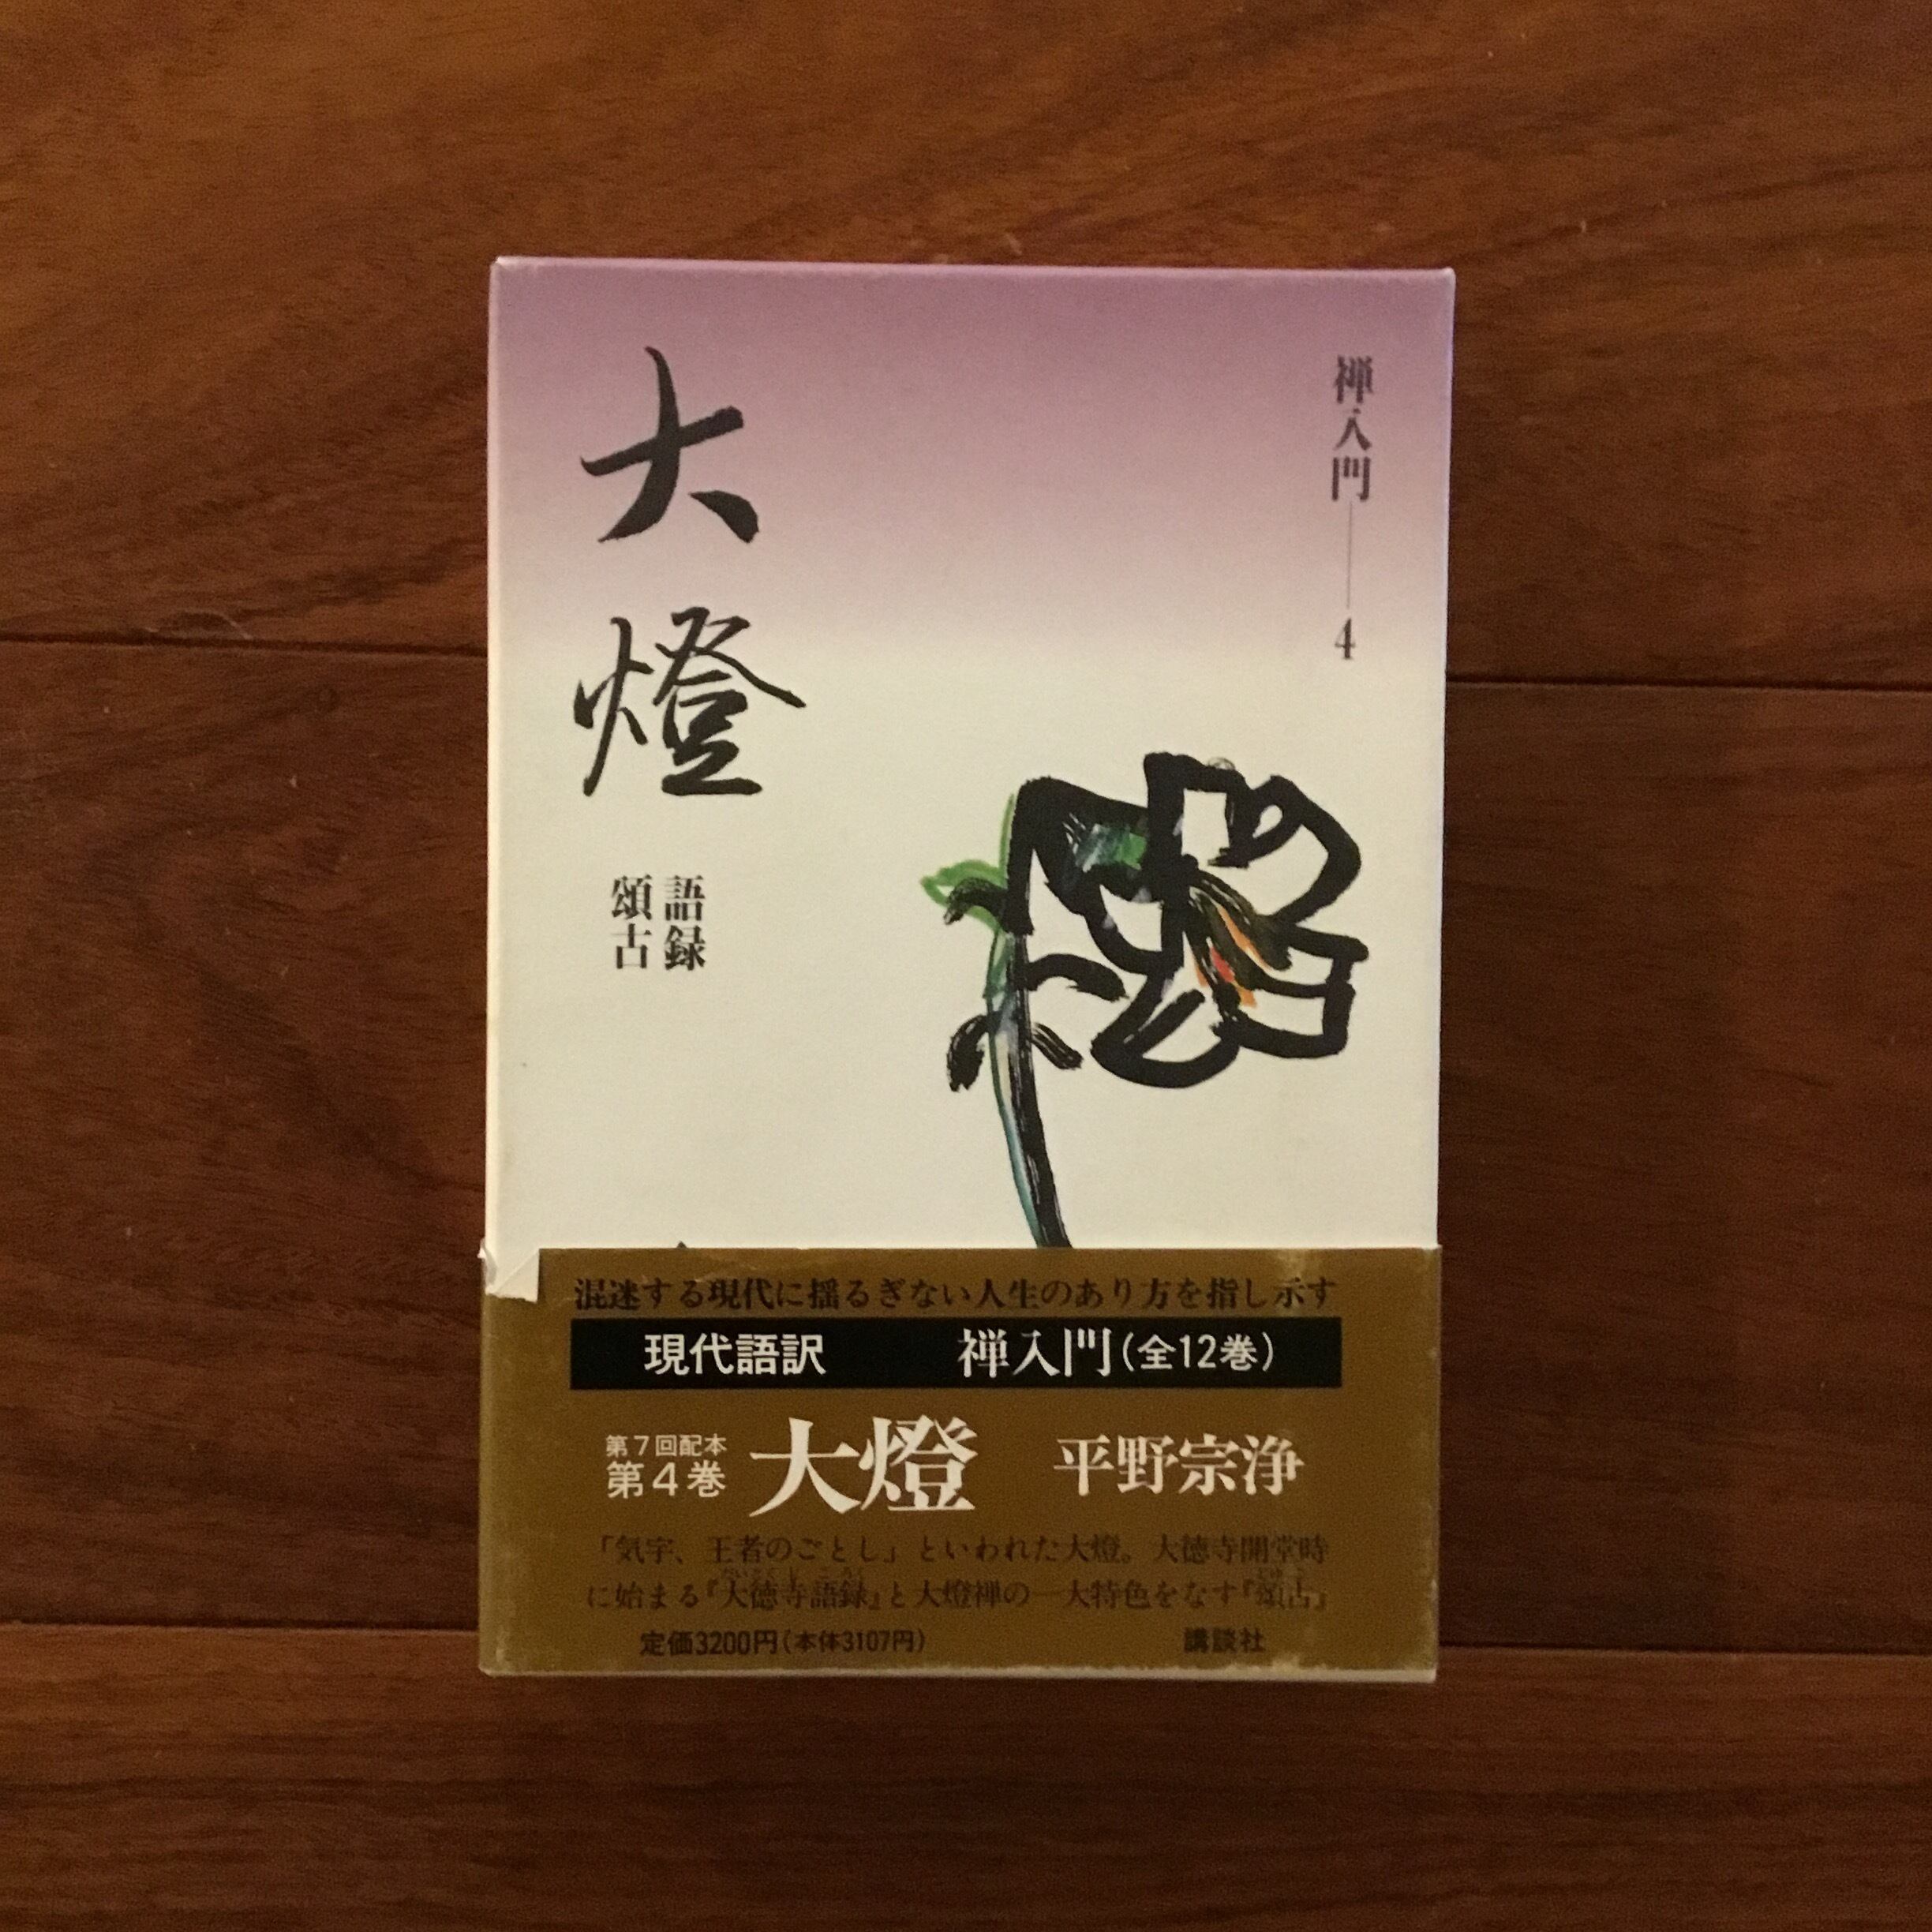 禅入門──4
大燈
語録
頌古
混迷する現代に揺るぎない人生のあり方を指し示す
現代語訳 禅入門(全12巻)
第7回配本
第4巻 大燈 平野宗浄
「気宇、王者のごとし」といわれた大燈。大徳寺開堂時
に始まる『大徳寺語録』と大燈禅の一大特色をなす『頌古』
定価3200円(本体3107円) 講談社